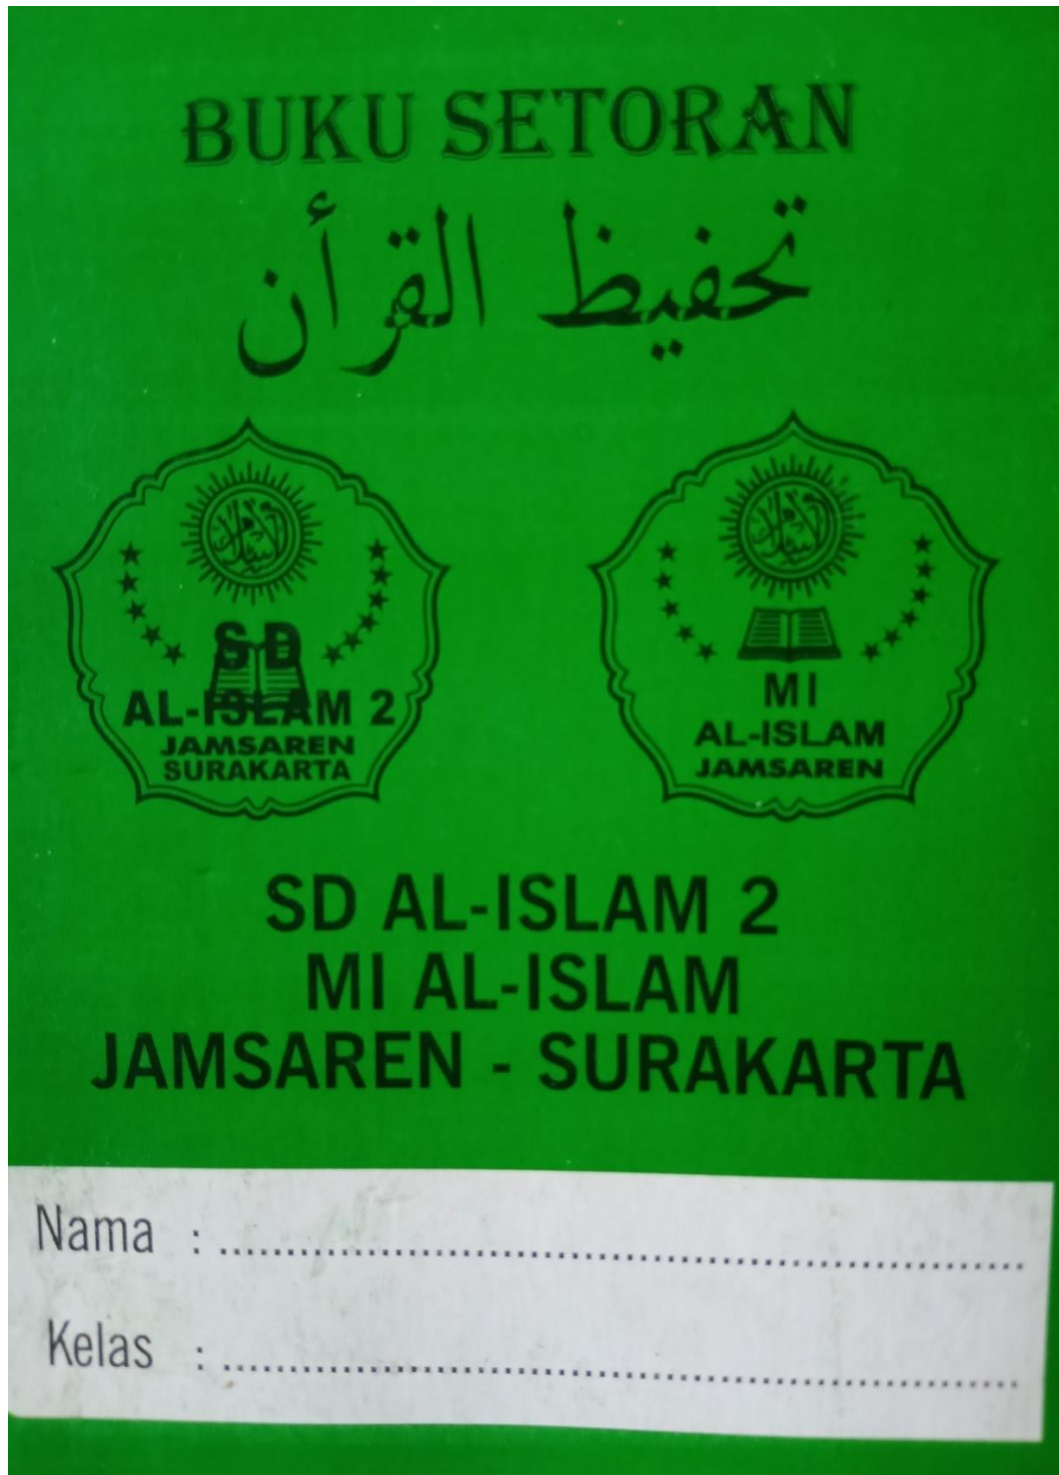 BUKU SETORAN
تحفيظ القرأن
SD
AL-ISLAM 2
JAMSAREN
SURAKARTA
MI
AL-ISLAM
JAMSAREN
SD AL-ISLAM 2
MI AL-ISLAM
JAMSAREN - SURAKARTA
Nama : ........................................................
Kelas : ........................................................